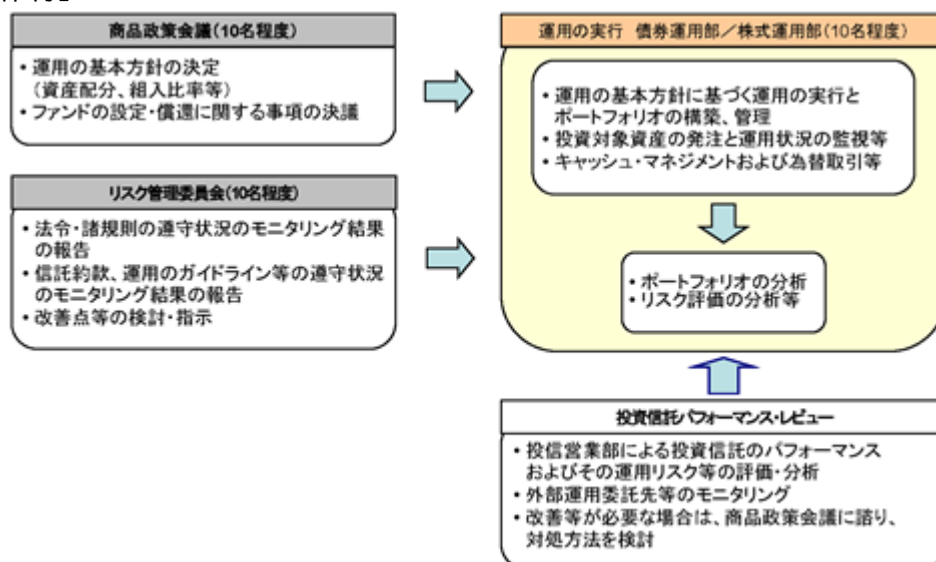 商品政策会議(10名程度)
・運用の基本方針の決定
(資産配分、組入比率等)
・ファンドの設定・償還に関する事項の決議
リスク管理委員会(10名程度)
・法令・諸規則の遵守状況のモニタリング結果
の報告
・信託約款、運用のガイドライン等の遵守状況
のモニタリング結果の報告
・改善点等の検討・指示
運用の実行 債券運用部/株式運用部(10名程度)
・運用の基本方針に基づく運用の実行と
ポートフォリオの構築、管理
・投資対象資産の発注と運用状況の監視等
・キャッシュ・マネジメントおよび為替取引等
・ポートフォリオの分析
・リスク評価の分析等
投資信託パフォーマンス・レビュー
・投信営業部による投資信託のパフォーマンス
およびその運用リスク等の評価・分析
・外部運用委託先等のモニタリング
・改善等が必要な場合は、商品政策会議に諮り、
対処方法を検討